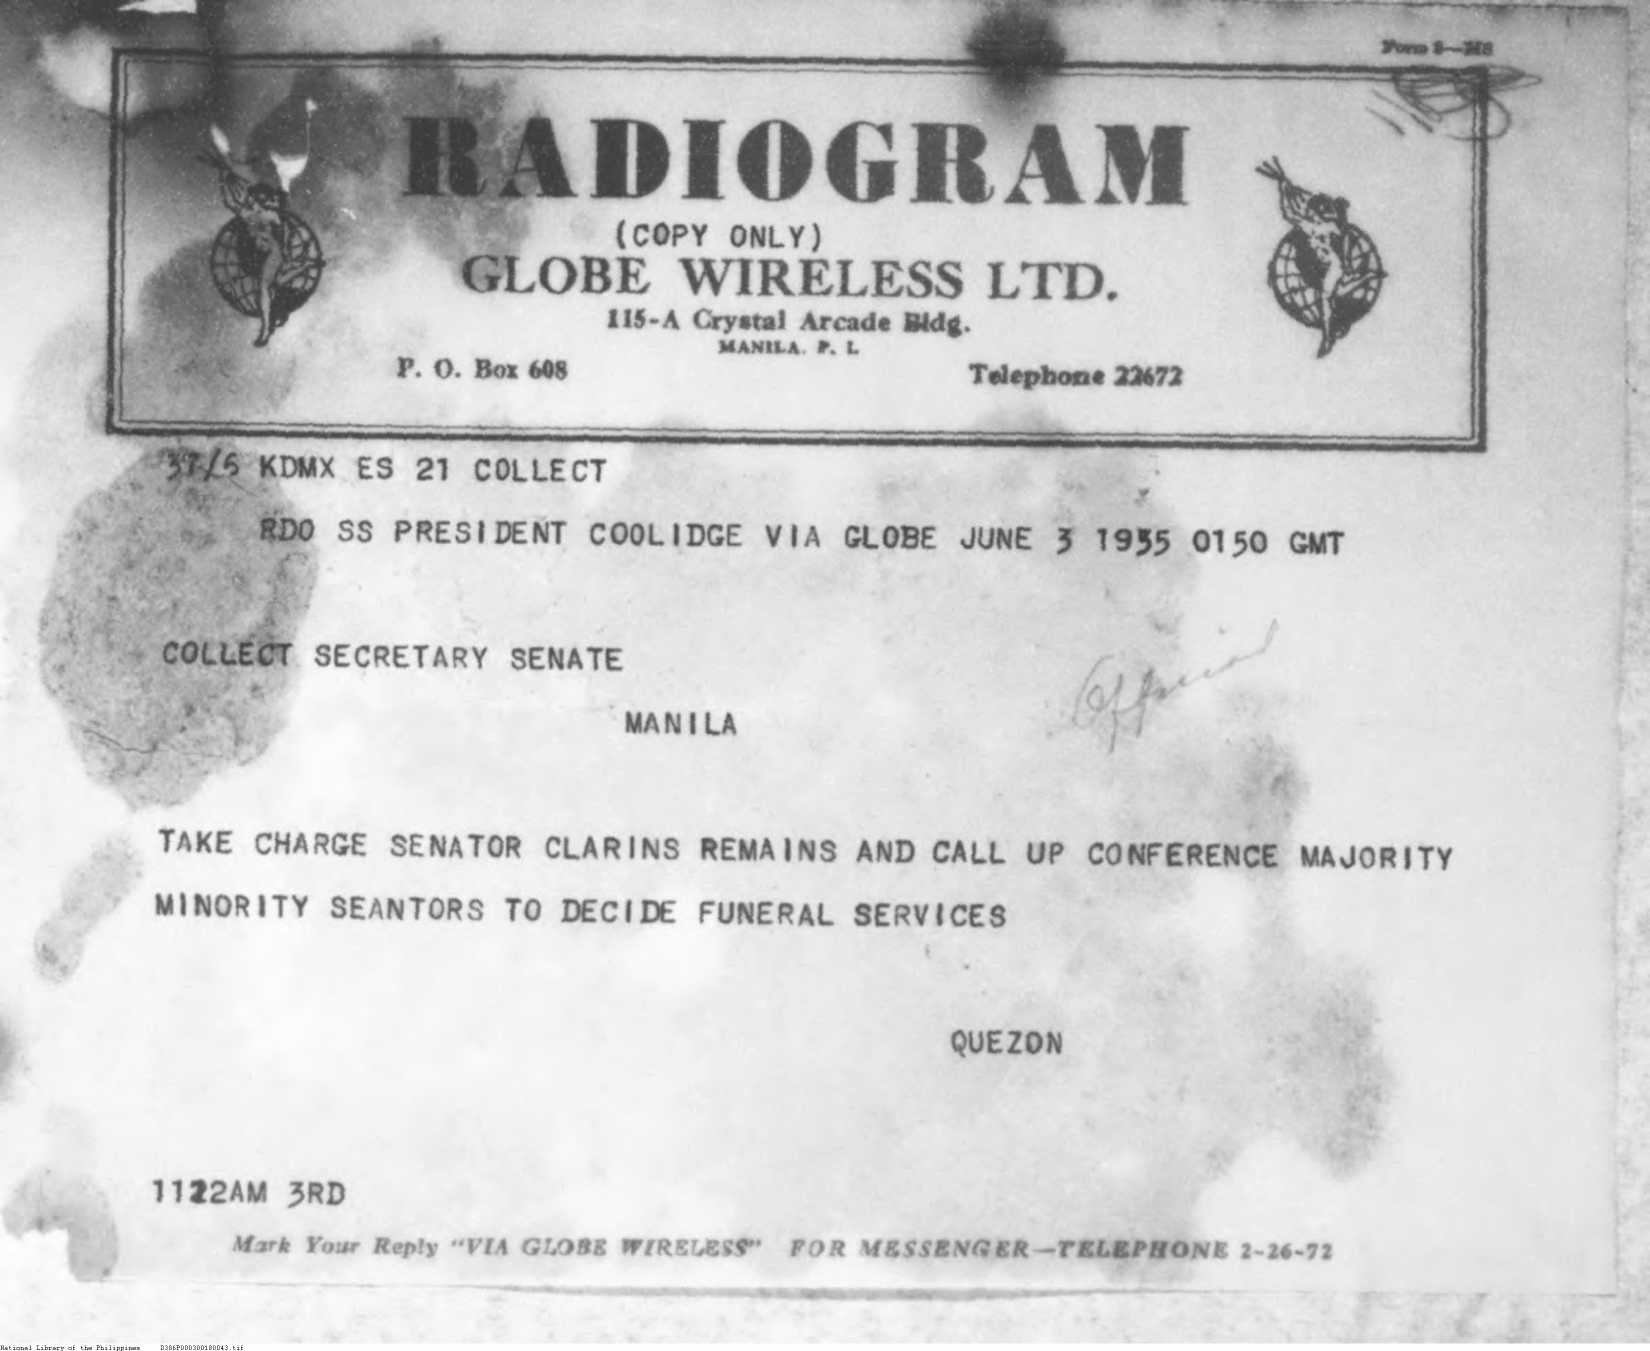 Form 8—MS
RADIOGRAM
(COPY ONLY)
GLOBE WIRELESS LTD.
115-A Crystal Arcade Bldg.
MANILA. P. I.
P. O. Box 608 Telephone 22672
37/5 KDMX ES 21 COLLECT
RDO SS PRESIDENT COOLIDGE VIA GLOBE JUNE 3 1935 0150 GMT
COLLECT SECRETARY SENATE
Official
MANILA
TAKE CHARGE SENATOR CLARINS REMAINS AND CALL UP CONFERENCE MAJORITY
MINORITY SEANTORS TO DECIDE FUNERAL SERVICES
QUEZON
1122AM 3RD
Mark Your Reply "VIA GLOBE WIRELESS" FOR MESSENGER—TELEPHONE 2-26-72
National Library of the Philippines D386P000300180043.tif